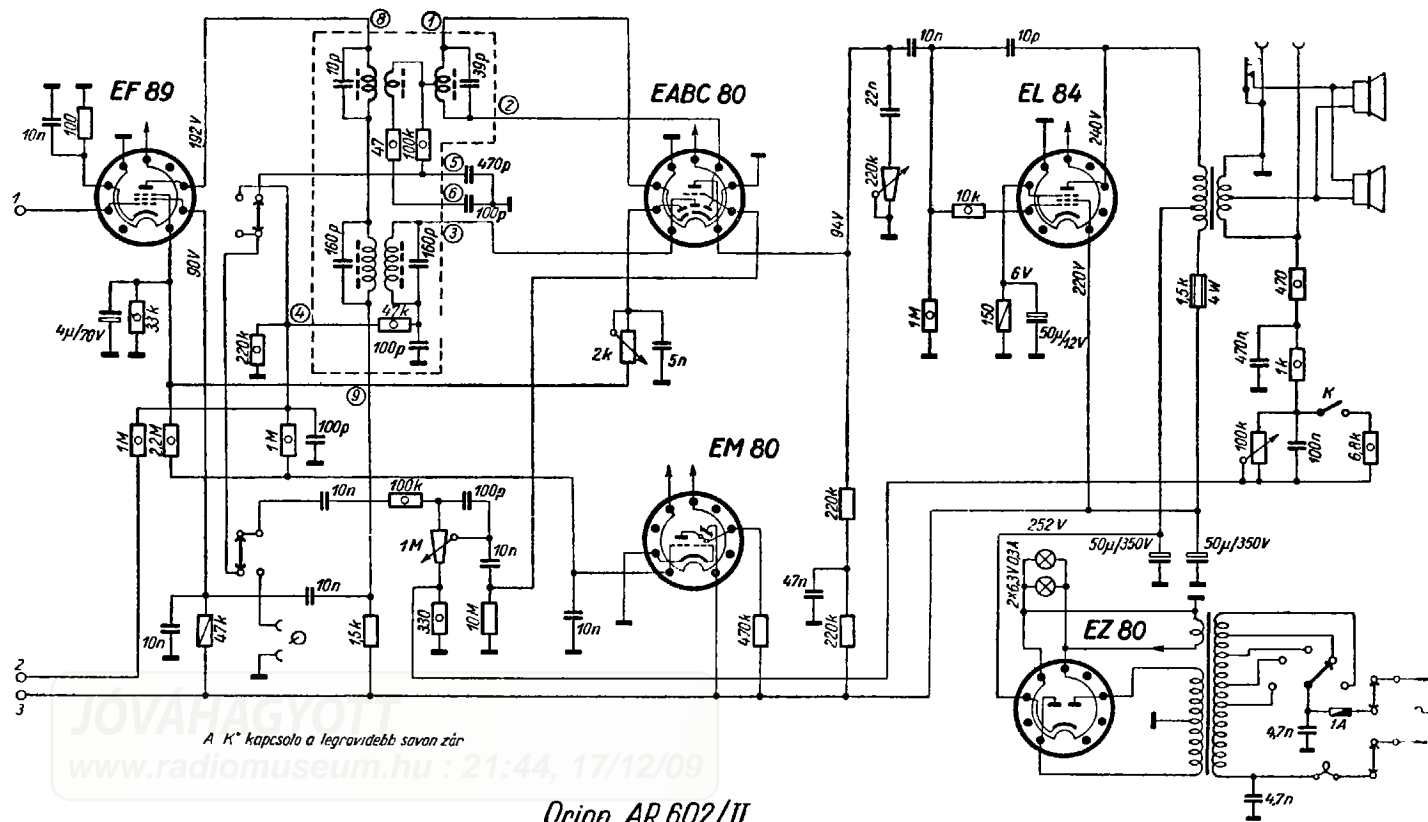 8
1
10n
10p
10p
39p
EF 89
EABC 80
EL 84
10n
100
192V
2
22n
240V
47
100k
5
470p
220k
10k
6
100p
1
94V
160p
3
160p
90V
6V
220V
1,5k
4W
470
4µ/70V
33k
4
47k
220k
100p
2k
5n
1M
150
50µ/12V
470n
1k
9
K
1M
2,2M
1M
100p
EM 80
100k
100n
6,8k
10n
100k
100p
220k
1M
10n
252V
50µ/350V
50µ/350V
10n
47n
2×6,3V 0,3A
10n
47k
1,5k
330
10M
10n
470k
220k
EZ 80
2
3
1A
4,7n
~
JÓVÁHAGYOTT
A „K” kapcsoló a legrövidebb sávon zár
www.radiomuseum.hu : 21:44, 17/12/09
4,7n
Orion AR 602/II